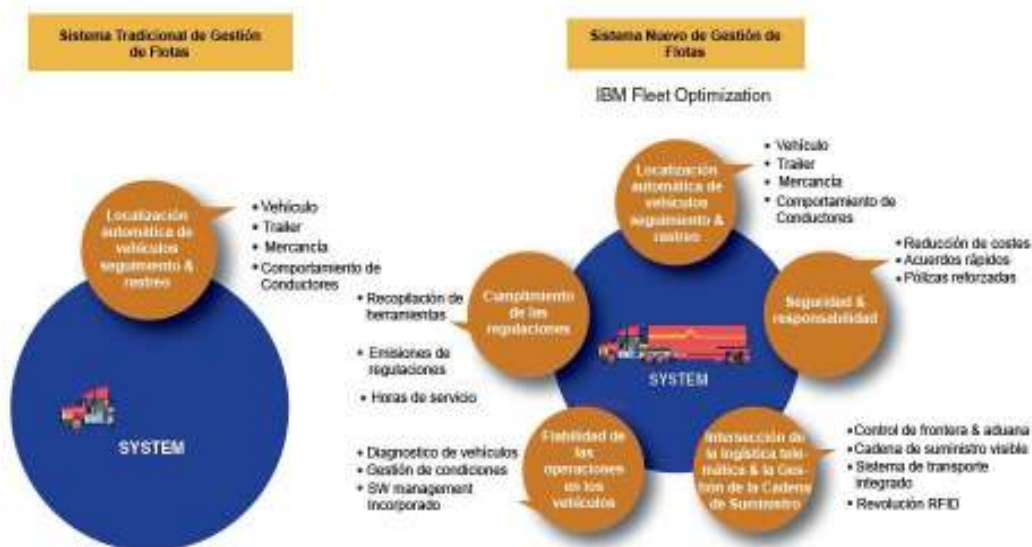 Sistema Tradicional de Gestión
de Flotas
Localización
automática de
vehículos
seguimiento &
rastreo
• Vehículo
• Trailer
• Mercancía
• Comportamiento de
Conductores
SYSTEM
Sistema Nuevo de Gestión de
Flotas
IBM Fleet Optimization
Localización
automática de
vehículos
seguimiento &
rastreo
• Vehículo
• Trailer
• Mercancía
• Comportamiento de
Conductores
Seguridad &
responsabilidad
• Reducción de costes
• Acuerdos rápidos
• Pólizas reforzadas
Cumplimiento
de las
regulaciones
• Recopilación de
herramientas
• Emisiones de
regulaciones
• Horas de servicio
SYSTEM
Fiabilidad de
las
operaciones
en los
vehículos
• Diagnostico de vehículos
• Gestión de condiciones
• SW management
Incorporado
Intersección de
la logística tele-
mática & la Ges-
tión de la Cadena
de Suministro
• Control de frontera & aduana
• Cadena de suministro visible
• Sistema de transporte
integrado
• Revolución RFID